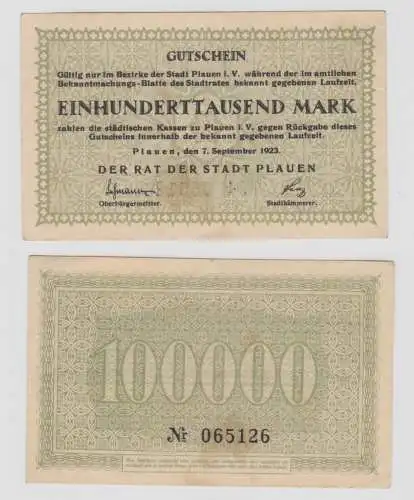 GUTSCHEIN
Gültig nur im Bezirke der Stadt Plauen i. V. während der im amtlichen
Bekanntmachungs-Blatte des Stadtrates bekannt gegebenen Laufzeit.
EINHUNDERTTAUSEND MARK
zahlen die städtischen Kassen zu Plauen i. V. gegen Rückgabe dieses
Gutscheins innerhalb der bekannt gegebenen Laufzeit.
Plauen, den 7. September 1923.
DER RAT DER STADT PLAUEN
Oberbürgermeister. Stadtkämmerer.
100000
Nr 065126